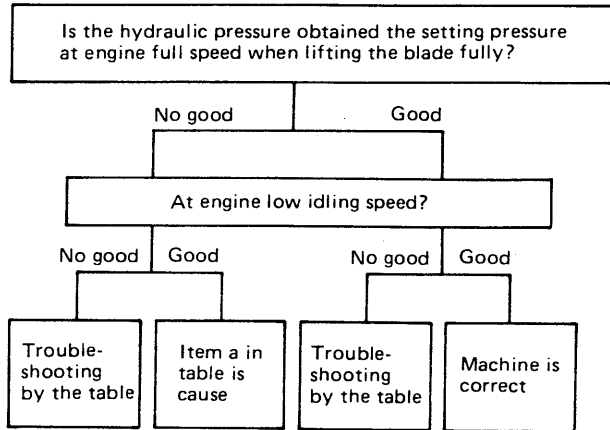 Is the hydraulic pressure obtained the setting pressure
at engine full speed when lifting the blade fully?
No good
Good
At engine low idling speed?
No good
Good
No good
Good
Trouble-
shooting
by the table
Item a in
table is
cause
Trouble-
shooting
by the table
Machine is
correct